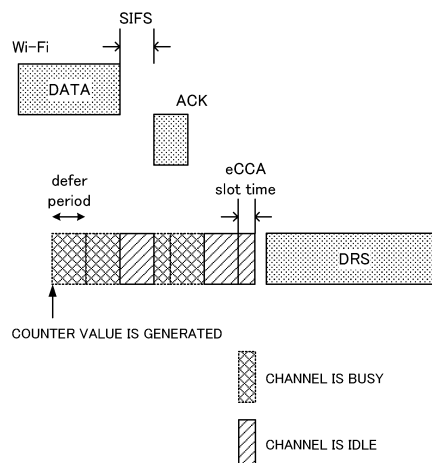 SIFS
Wi-Fi
DATA
ACK
defer
period
eCCA
slot time
DRS
COUNTER VALUE IS GENERATED
CHANNEL IS BUSY
CHANNEL IS IDLE